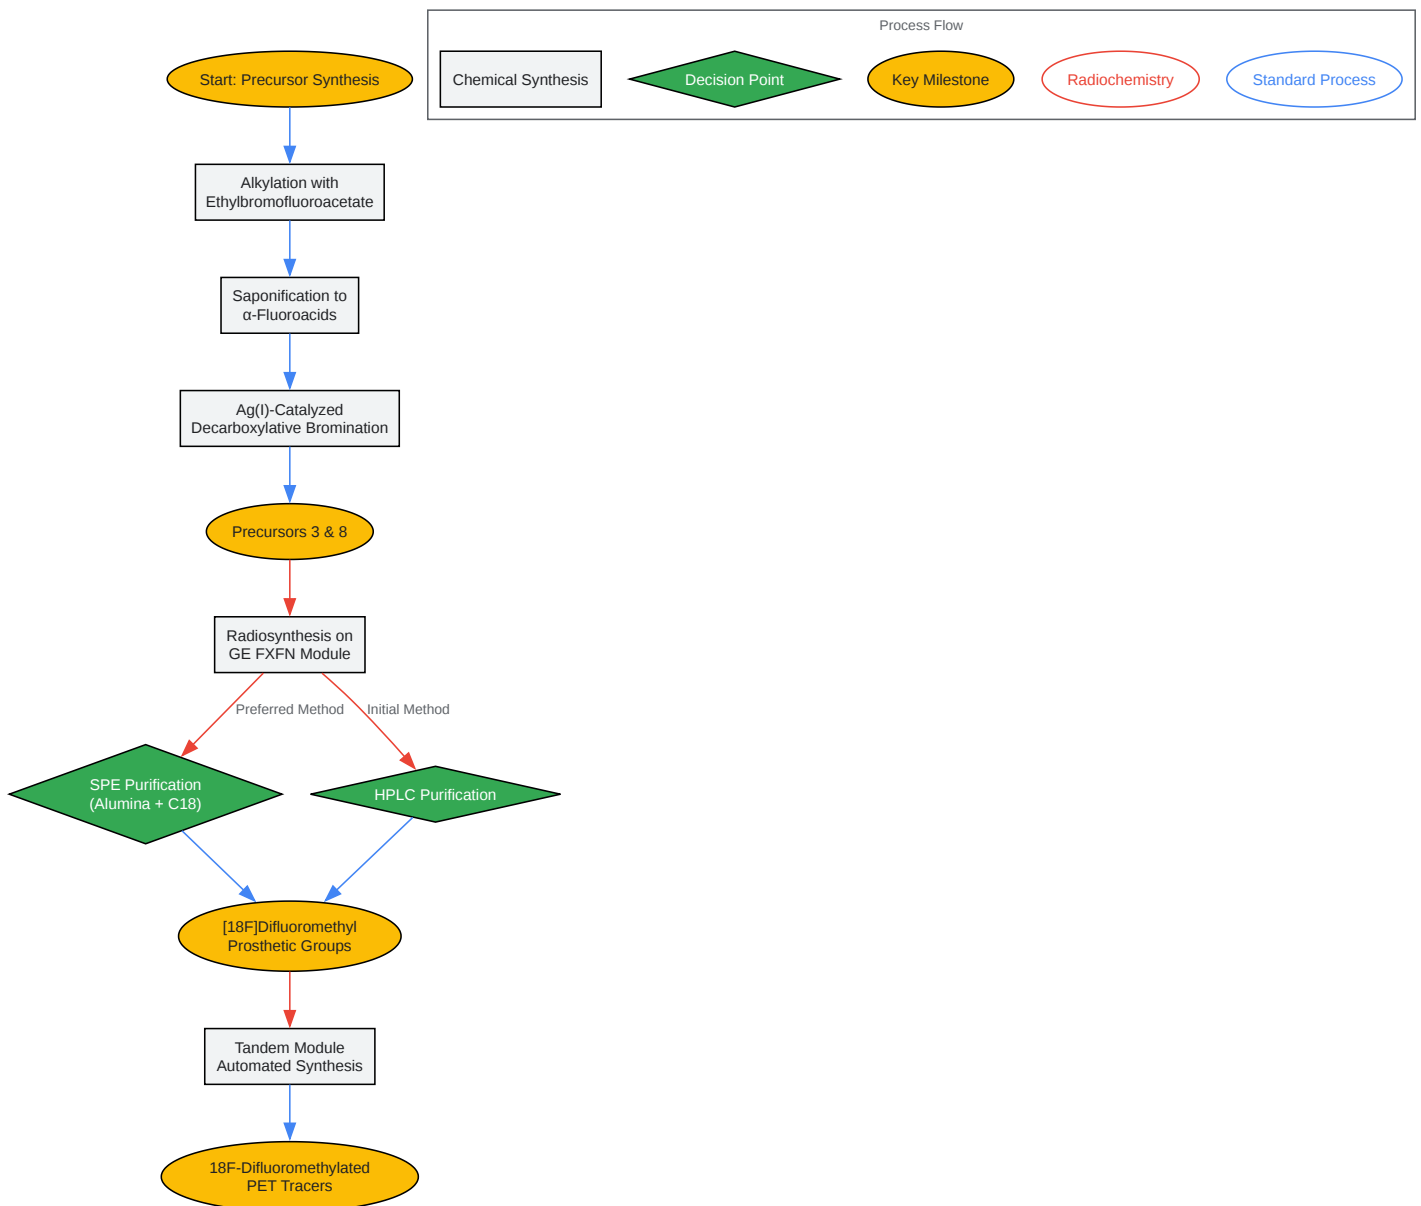 Process Flow
Chemical Synthesis
Decision Point
Key Milestone
Radiochemistry
Standard Process
Start: Precursor Synthesis
Alkylation with
Ethylbromofluoroacetate
Saponification to
α-Fluoroacids
Ag(I)-Catalyzed
Decarboxylative Bromination
Precursors 3 & 8
Radiosynthesis on
GE FXFN Module
Preferred Method
Initial Method
SPE Purification
(Alumina + C18)
HPLC Purification
[18F]Difluoromethyl
Prosthetic Groups
Tandem Module
Automated Synthesis
18F-Difluoromethylated
PET Tracers